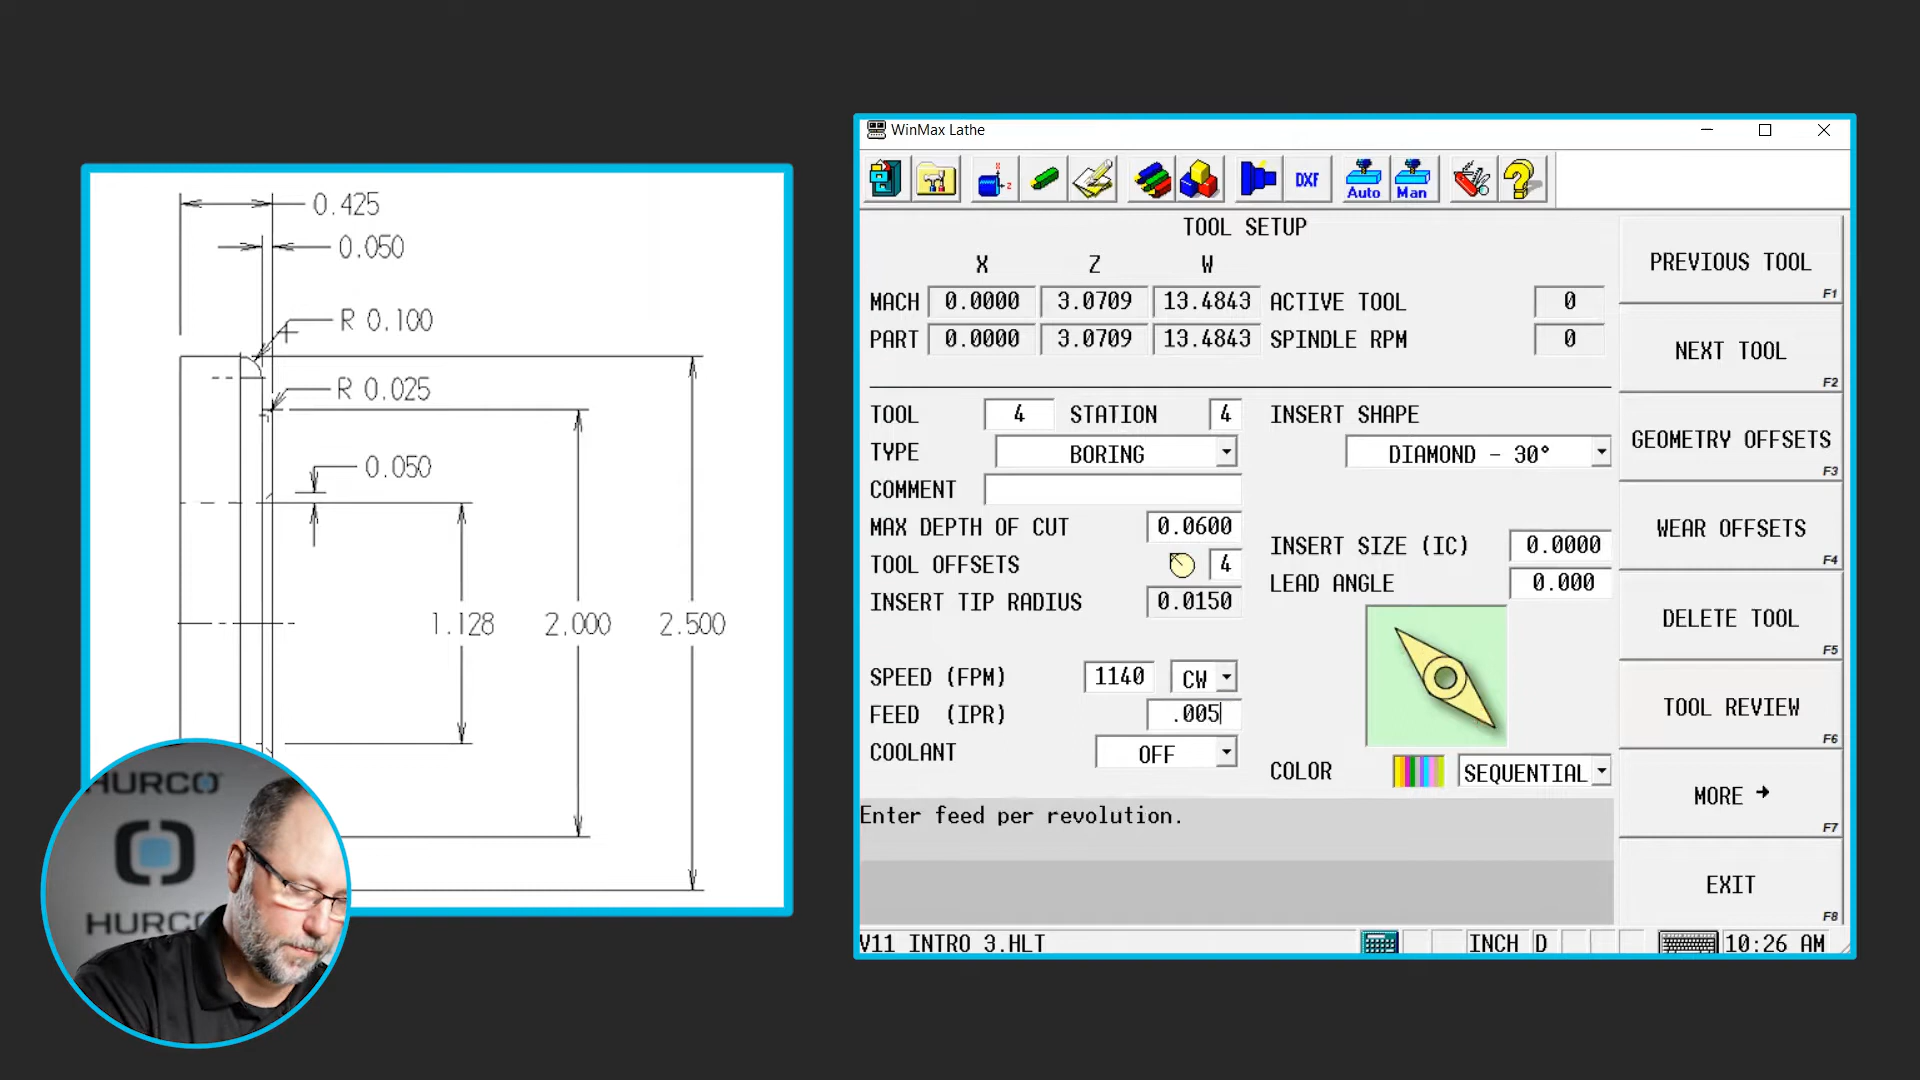 0.425
0.050
R 0.100
R 0.025
0.050
1.128
2.000
2.500
HURCO
HURCO
WinMax Lathe
DXF
Auto
Man
TOOL SETUP
X Z W
MACH 0.0000 3.0709 13.4843 ACTIVE TOOL 0
PART 0.0000 3.0709 13.4843 SPINDLE RPM 0
TOOL 4 STATION 4 INSERT SHAPE
TYPE BORING DIAMOND - 30°
COMMENT
MAX DEPTH OF CUT 0.0600
TOOL OFFSETS 4 INSERT SIZE (IC) 0.0000
LEAD ANGLE 0.000
INSERT TIP RADIUS 0.0150
SPEED (FPM) 1140 CW
FEED (IPR) .005
COOLANT OFF
COLOR SEQUENTIAL
Enter feed per revolution.
PREVIOUS TOOL F1
NEXT TOOL F2
GEOMETRY OFFSETS F3
WEAR OFFSETS F4
DELETE TOOL F5
TOOL REVIEW F6
MORE → F7
EXIT F8
V11 INTRO 3.HLT INCH D 10:26 AM